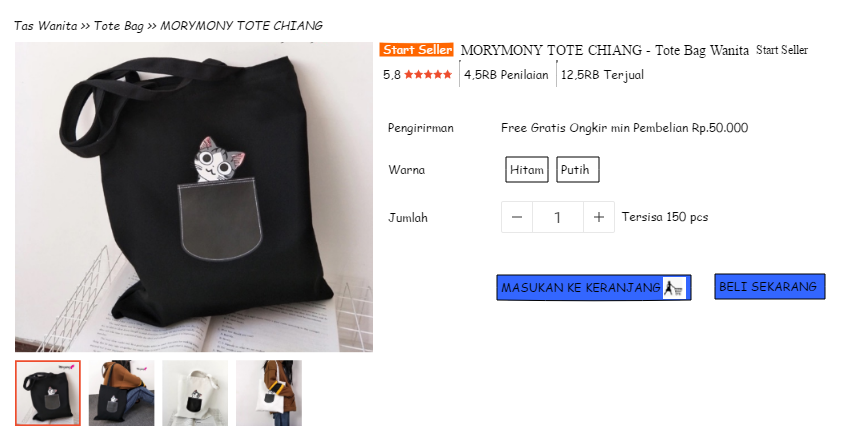 Tas Wanita >> Tote Bag >> MORYMONY TOTE CHIANG
Start Seller MORYMONY TOTE CHIANG - Tote Bag Wanita Start Seller
5,8 ★★★★★ 4,5RB Penilaian 12,5RB Terjual
Pengirirman Free Gratis Ongkir min Pembelian Rp.50.000
Warna Hitam Putih
Jumlah − 1 + Tersisa 150 pcs
MASUKAN KE KERANJANG BELI SEKARANG